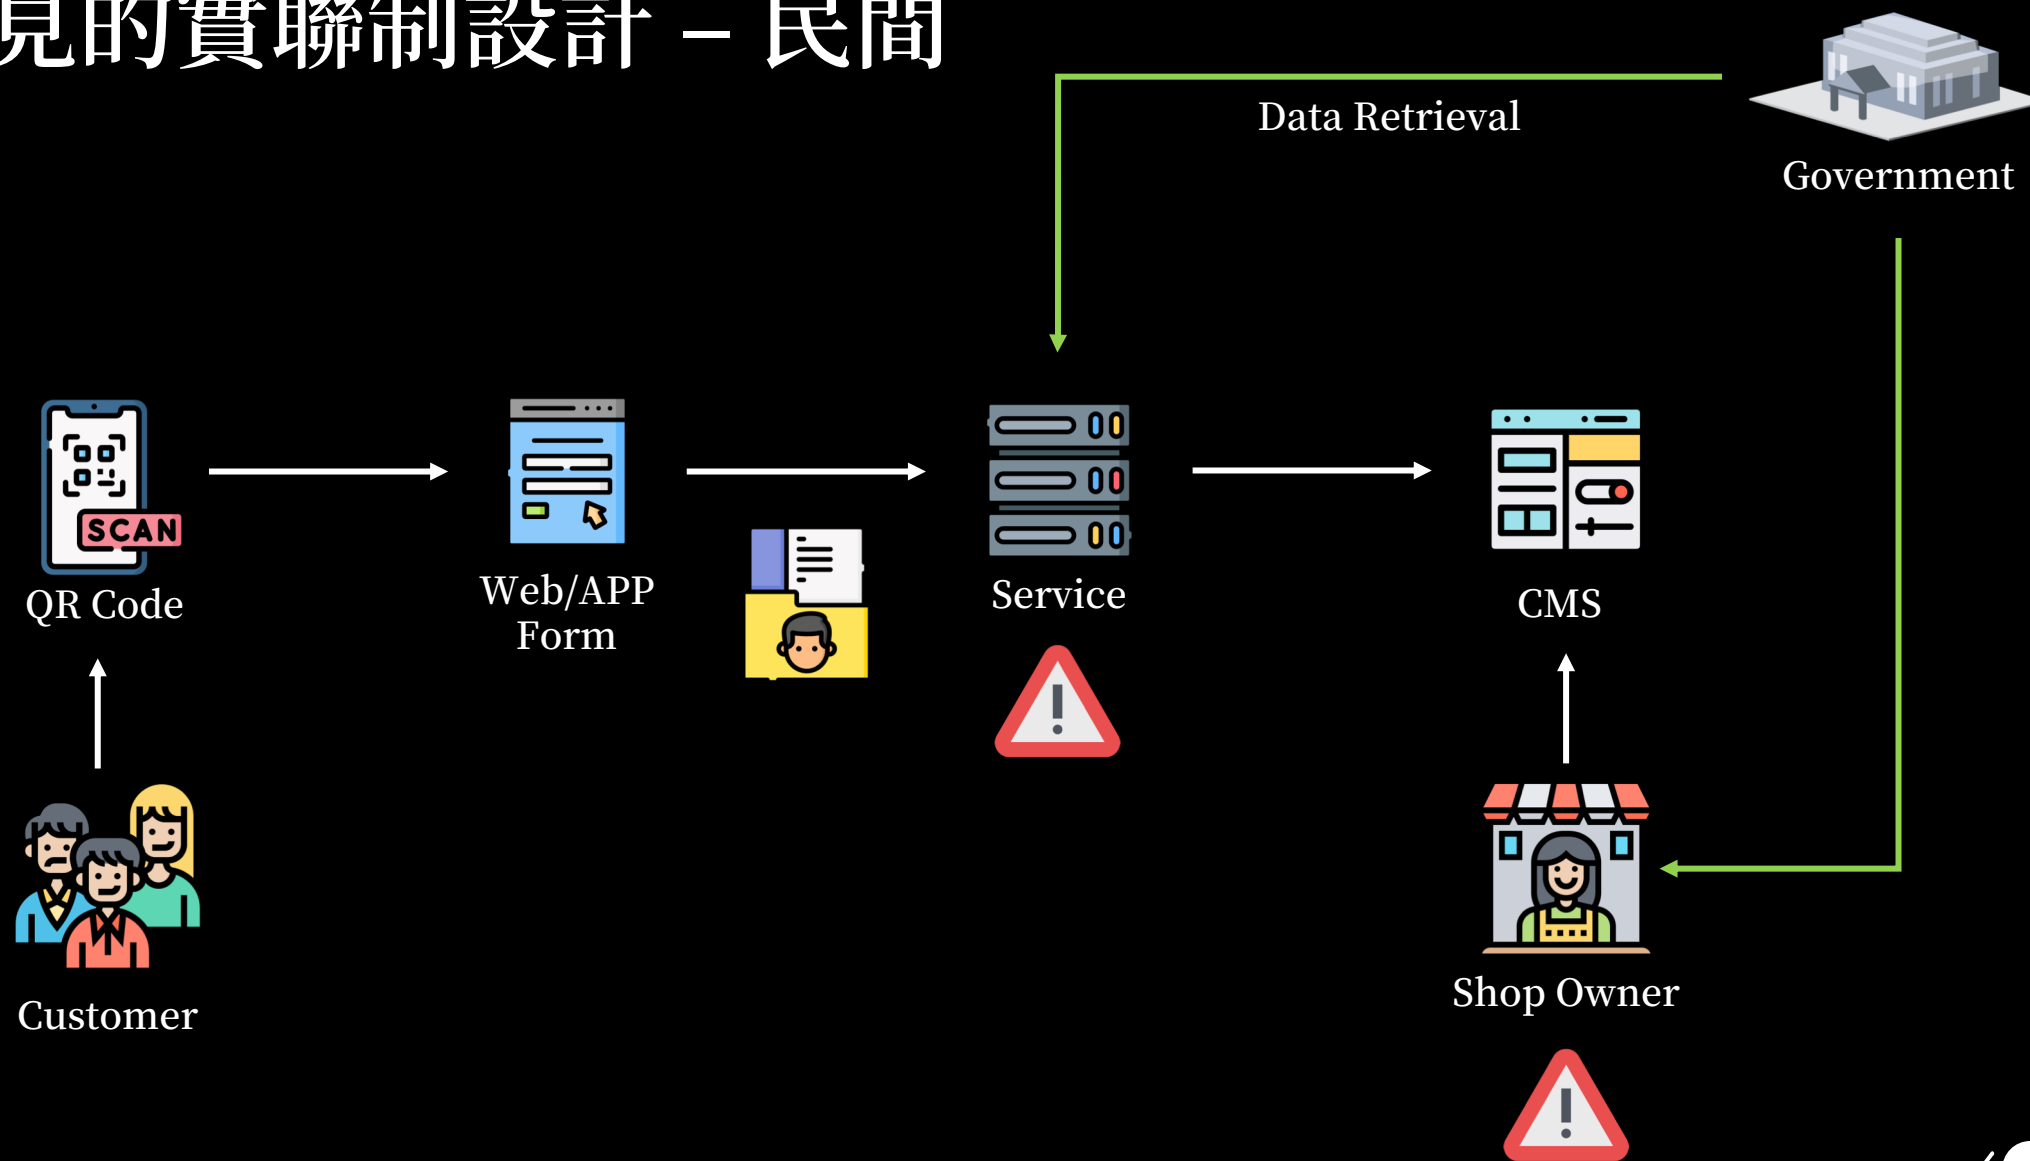 見的實聯制設計 – 民間
Data Retrieval
Government
SCAN
QR Code
Web/APP
Form
Service
CMS
Customer
Shop Owner